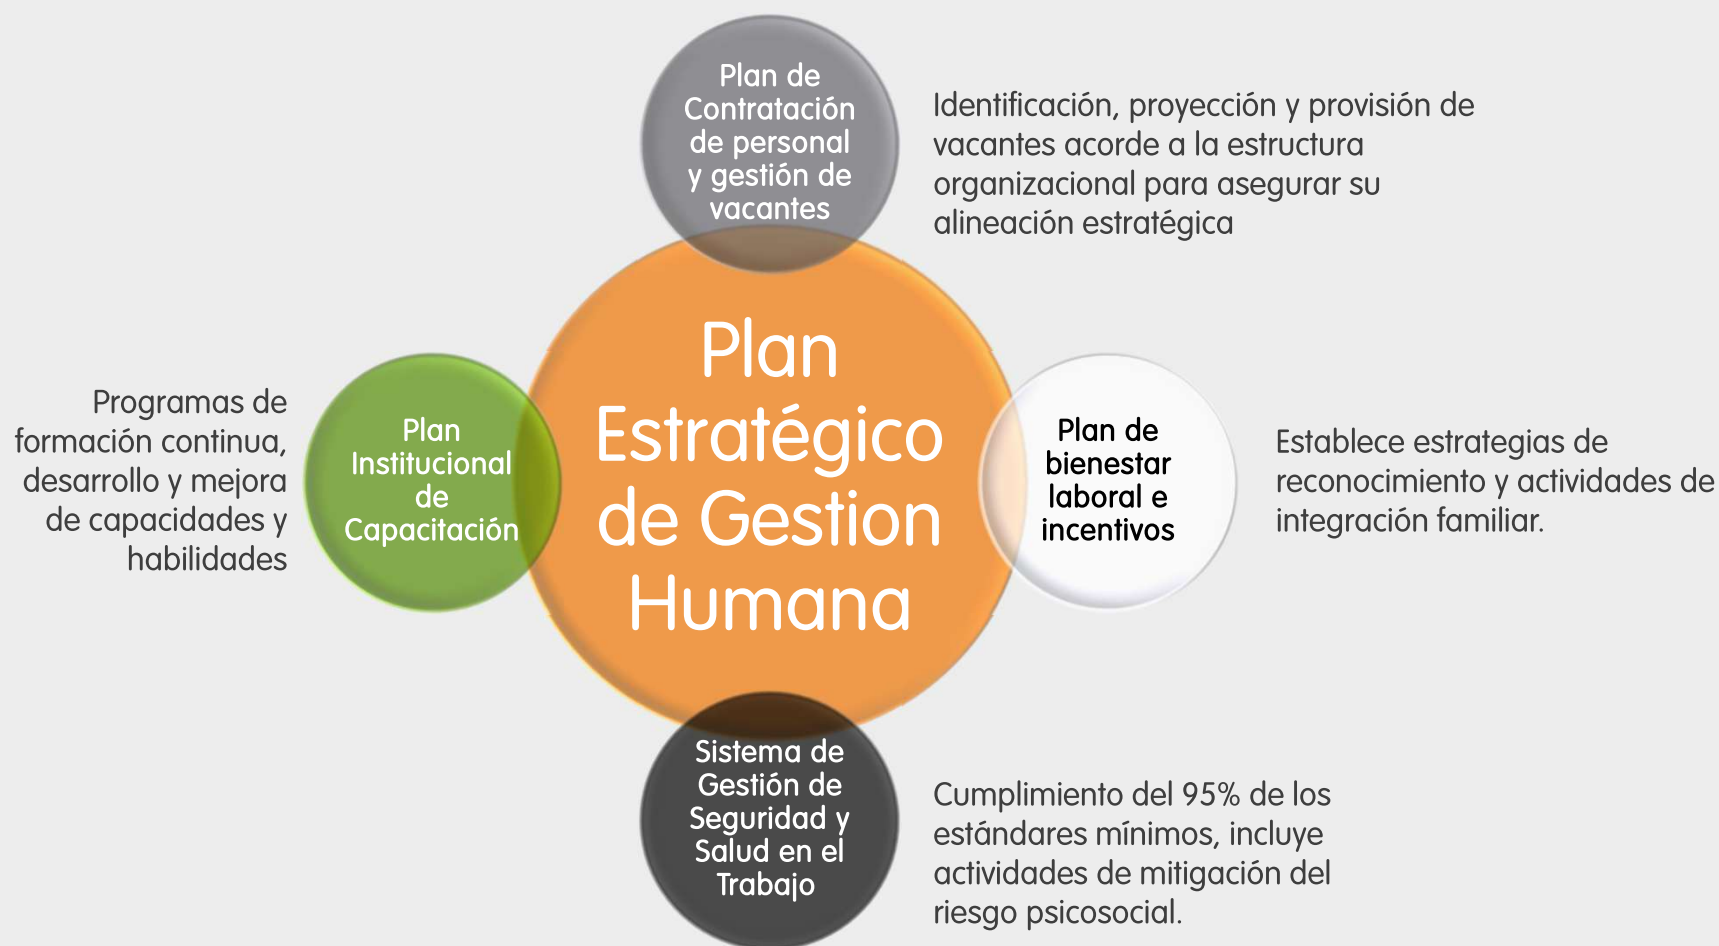 Plan de
Contratación
de personal
y gestión de
vacantes
Identificación, proyección y provisión de
vacantes acorde a la estructura
organizacional para asegurar su
alineación estratégica
Programas de
formación continua,
desarrollo y mejora
de capacidades y
habilidades
Plan
Institucional
de
Capacitación
Plan
Estratégico
de Gestion
Humana
Plan de
bienestar
laboral e
incentivos
Establece estrategias de
reconocimiento y actividades de
integración familiar.
Sistema de
Gestión de
Seguridad y
Salud en el
Trabajo
Cumplimiento del 95% de los
estándares mínimos, incluye
actividades de mitigación del
riesgo psicosocial.